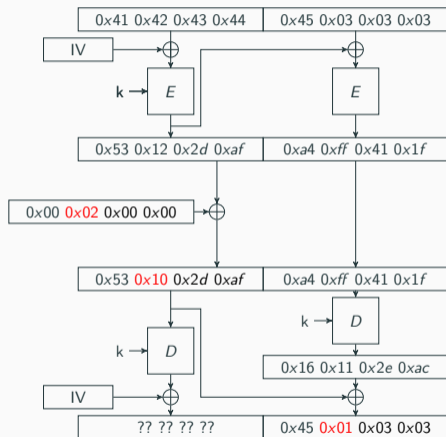 0x41 0x42 0x43 0x44 0x45 0x03 0x03 0x03
IV
k E E
0x53 0x12 0x2d 0xaf 0xa4 0xff 0x41 0x1f
0x00 0x02 0x00 0x00
0x53 0x10 0x2d 0xaf 0xa4 0xff 0x41 0x1f
k D
k D
0x16 0x11 0x2e 0xac
IV
?? ?? ?? ?? 0x45 0x01 0x03 0x03